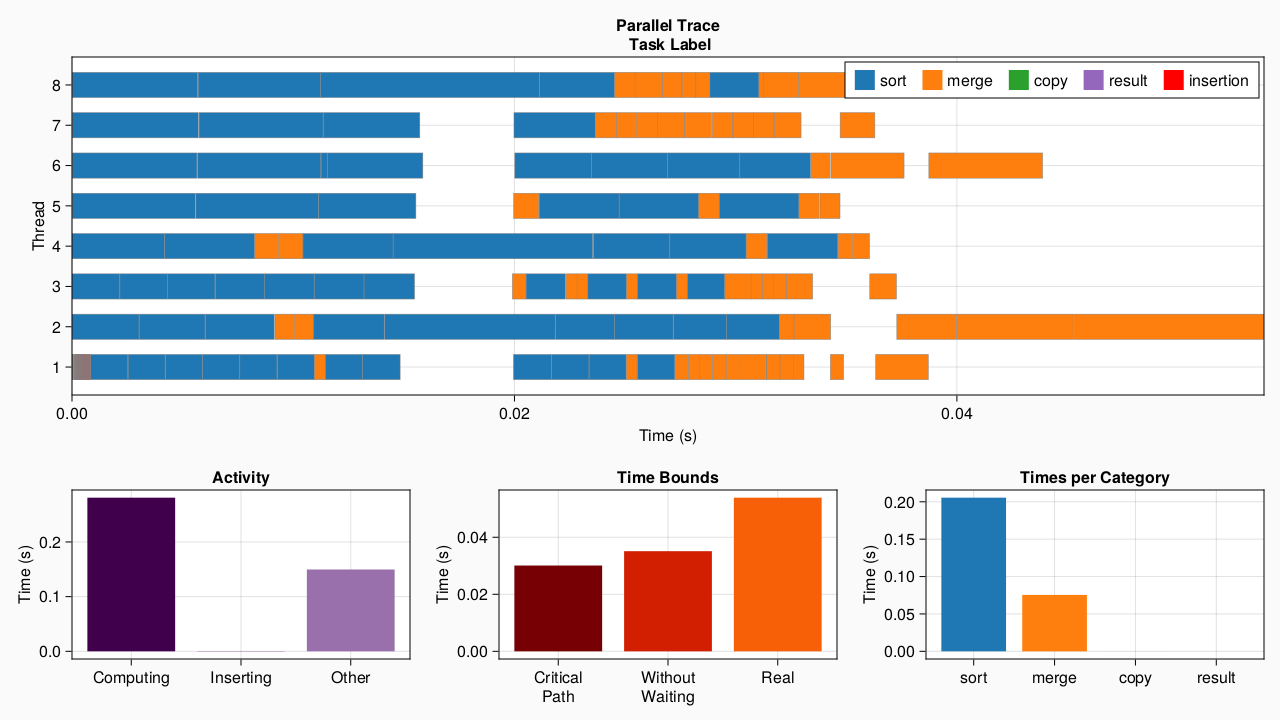 Parallel Trace
Task Label
sort merge copy result insertion
Thread
8
7
6
5
4
3
2
1
0.00 0.02 0.04
Time (s)
Activity
Time (s)
0.2
0.1
0.0
Computing Inserting Other
Time Bounds
Time (s)
0.04
0.02
0.00
Critical Path Without Waiting Real
Times per Category
Time (s)
0.20
0.15
0.10
0.05
0.00
sort merge copy result